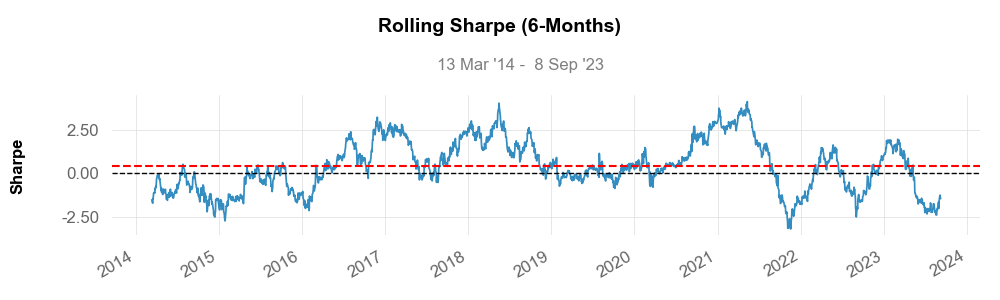 Rolling Sharpe (6-Months)
13 Mar '14 -  8 Sep '23
Sharpe
2.50
0.00
-2.50
2014 2015 2016 2017 2018 2019 2020 2021 2022 2023 2024